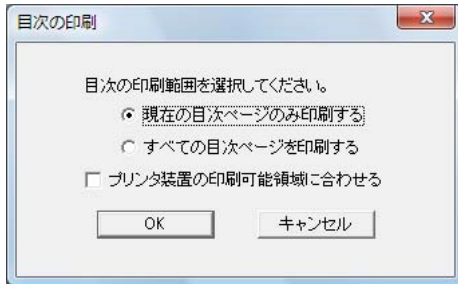 目次の印刷
目次の印刷範囲を選択してください。
現在の目次ページのみ印刷する
すべての目次ページを印刷する
プリンタ装置の印刷可能領域に合わせる
OK キャンセル